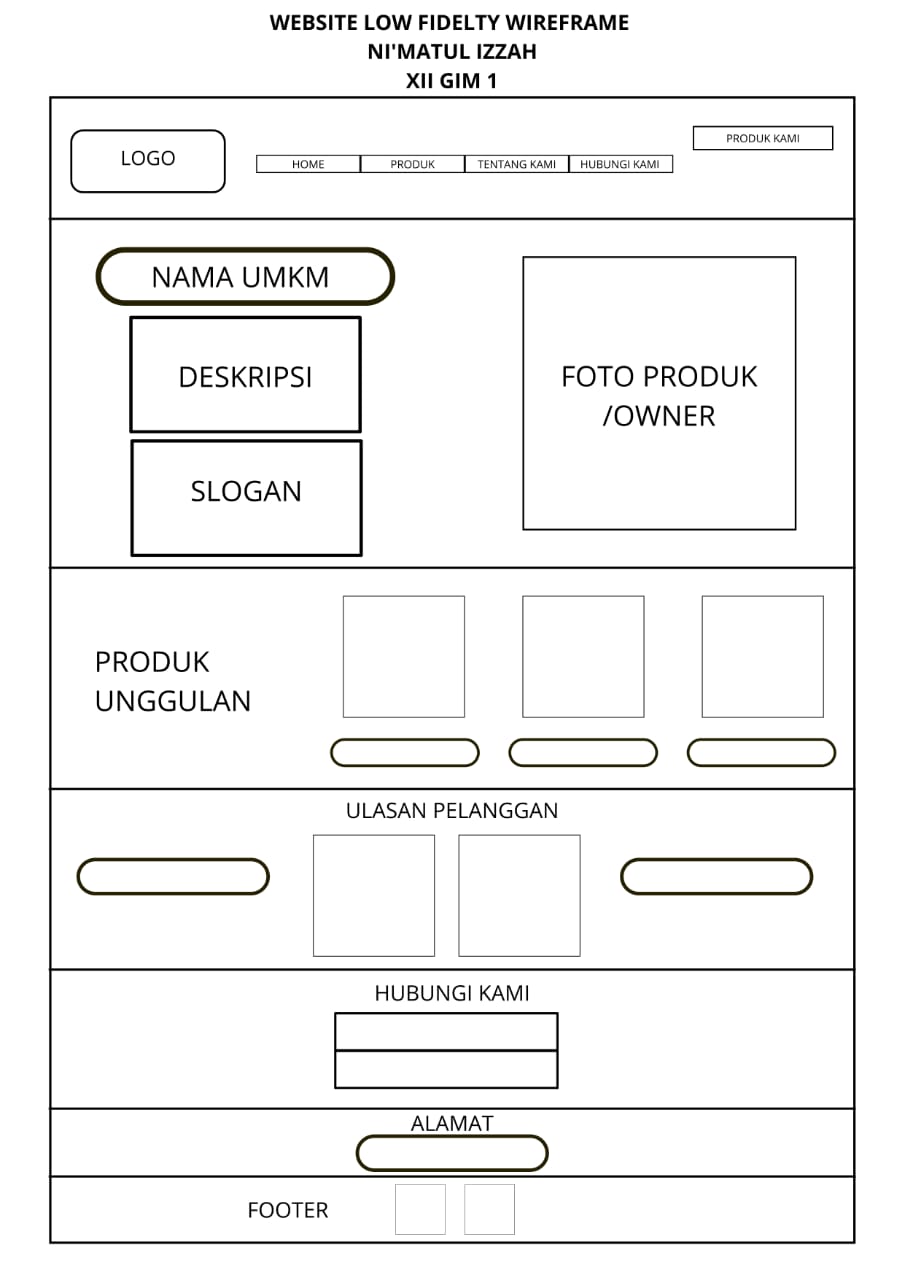 WEBSITE LOW FIDELTY WIREFRAME
NI'MATUL IZZAH
XII GIM 1
LOGO
HOME
PRODUK
TENTANG KAMI
HUBUNGI KAMI
PRODUK KAMI
NAMA UMKM
DESKRIPSI
SLOGAN
FOTO PRODUK
/OWNER
PRODUK
UNGGULAN
ULASAN PELANGGAN
HUBUNGI KAMI
ALAMAT
FOOTER